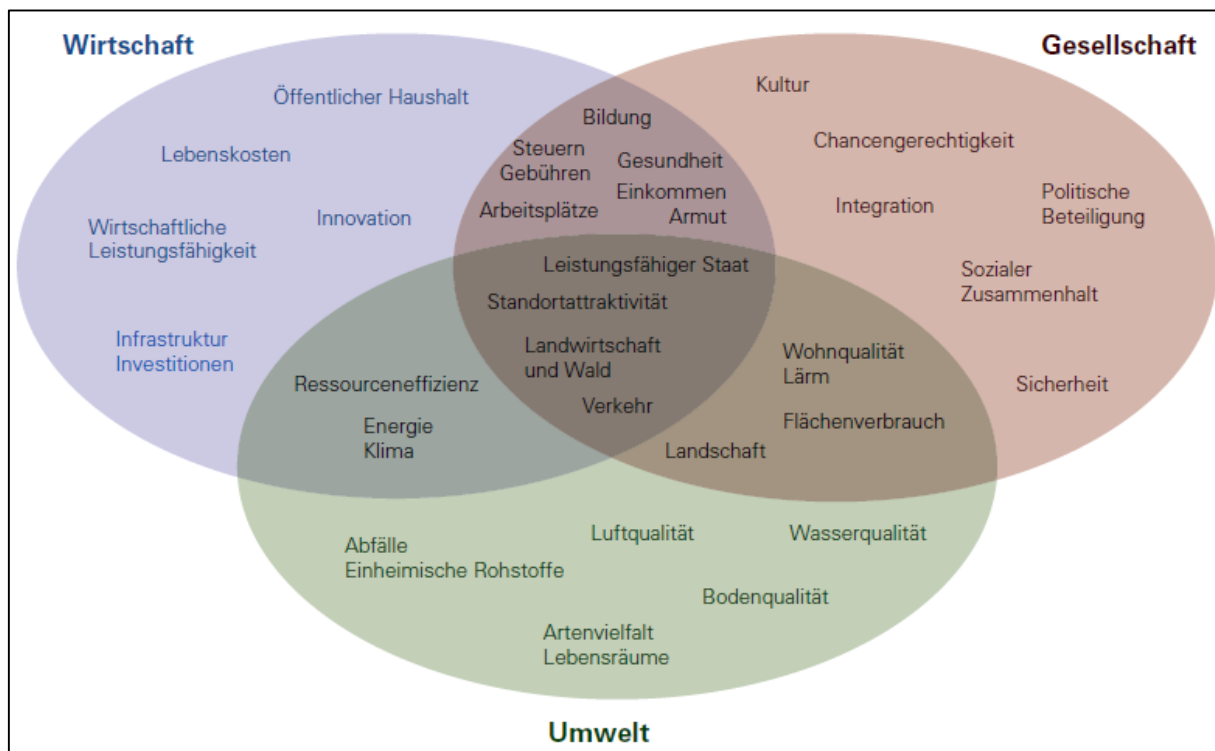 Wirtschaft
Gesellschaft
Öffentlicher Haushalt
Lebenskosten
Wirtschaftliche
Leistungsfähigkeit
Innovation
Infrastruktur
Investitionen
Bildung
Steuern
Gebühren
Gesundheit
Arbeitsplätze
Einkommen
Armut
Kultur
Chancengerechtigkeit
Integration
Politische
Beteiligung
Sozialer
Zusammenhalt
Sicherheit
Leistungsfähiger Staat
Standortattraktivität
Landwirtschaft
und Wald
Verkehr
Ressourceneffizienz
Energie
Klima
Wohnqualität
Lärm
Flächenverbrauch
Landschaft
Abfälle
Einheimische Rohstoffe
Luftqualität
Wasserqualität
Bodenqualität
Artenvielfalt
Lebensräume
Umwelt